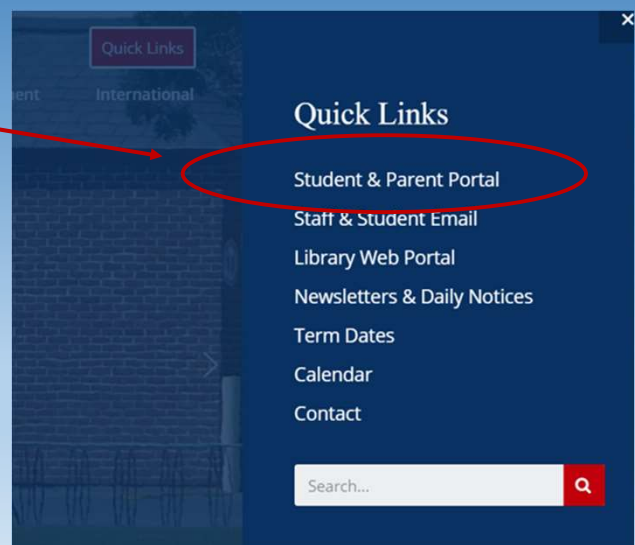 Quick Links
ent International
Quick Links
Student & Parent Portal
Staff & Student Email
Library Web Portal
Newsletters & Daily Notices
Term Dates
Calendar
Contact
Search...